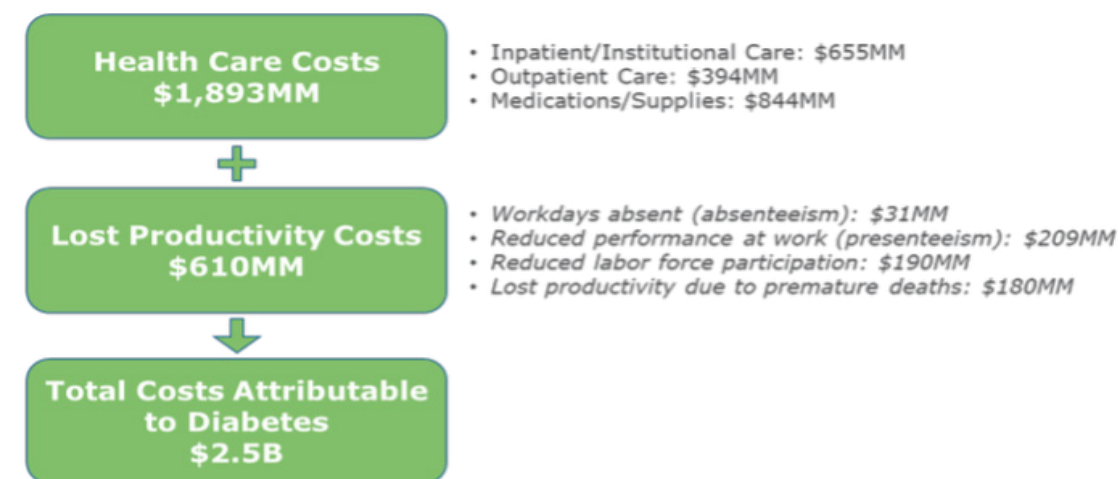 Health Care Costs
$1,893MM
• Inpatient/Institutional Care: $655MM
• Outpatient Care: $394MM
• Medications/Supplies: $844MM
+
Lost Productivity Costs
$610MM
• Workdays absent (absenteeism): $31MM
• Reduced performance at work (presenteeism): $209MM
• Reduced labor force participation: $190MM
• Lost productivity due to premature deaths: $180MM
Total Costs Attributable
to Diabetes
$2.5B